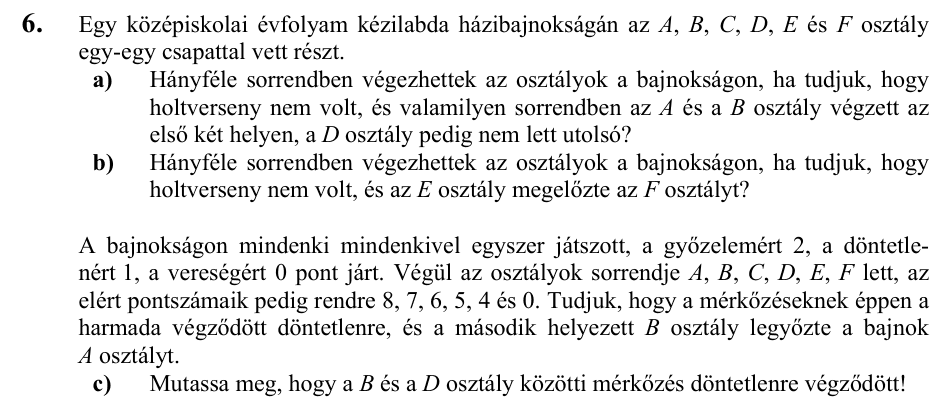 6. Egy középiskolai évfolyam kézilabda házibajnokságán az A, B, C, D, E és F osztály
egy-egy csapattal vett részt.
a) Hányféle sorrendben végezhettek az osztályok a bajnokságon, ha tudjuk, hogy
holtverseny nem volt, és valamilyen sorrendben az A és a B osztály végzett az
első két helyen, a D osztály pedig nem lett utolsó?
b) Hányféle sorrendben végezhettek az osztályok a bajnokságon, ha tudjuk, hogy
holtverseny nem volt, és az E osztály megelőzte az F osztályt?
A bajnokságon mindenki mindenkivel egyszer játszott, a győzelemért 2, a döntetle-
nért 1, a vereségért 0 pont járt. Végül az osztályok sorrendje A, B, C, D, E, F lett, az
elért pontszámaik pedig rendre 8, 7, 6, 5, 4 és 0. Tudjuk, hogy a mérkőzéseknek éppen a
harmada végződött döntetlenre, és a második helyezett B osztály legyőzte a bajnok
A osztályt.
c) Mutassa meg, hogy a B és a D osztály közötti mérkőzés döntetlenre végződött!